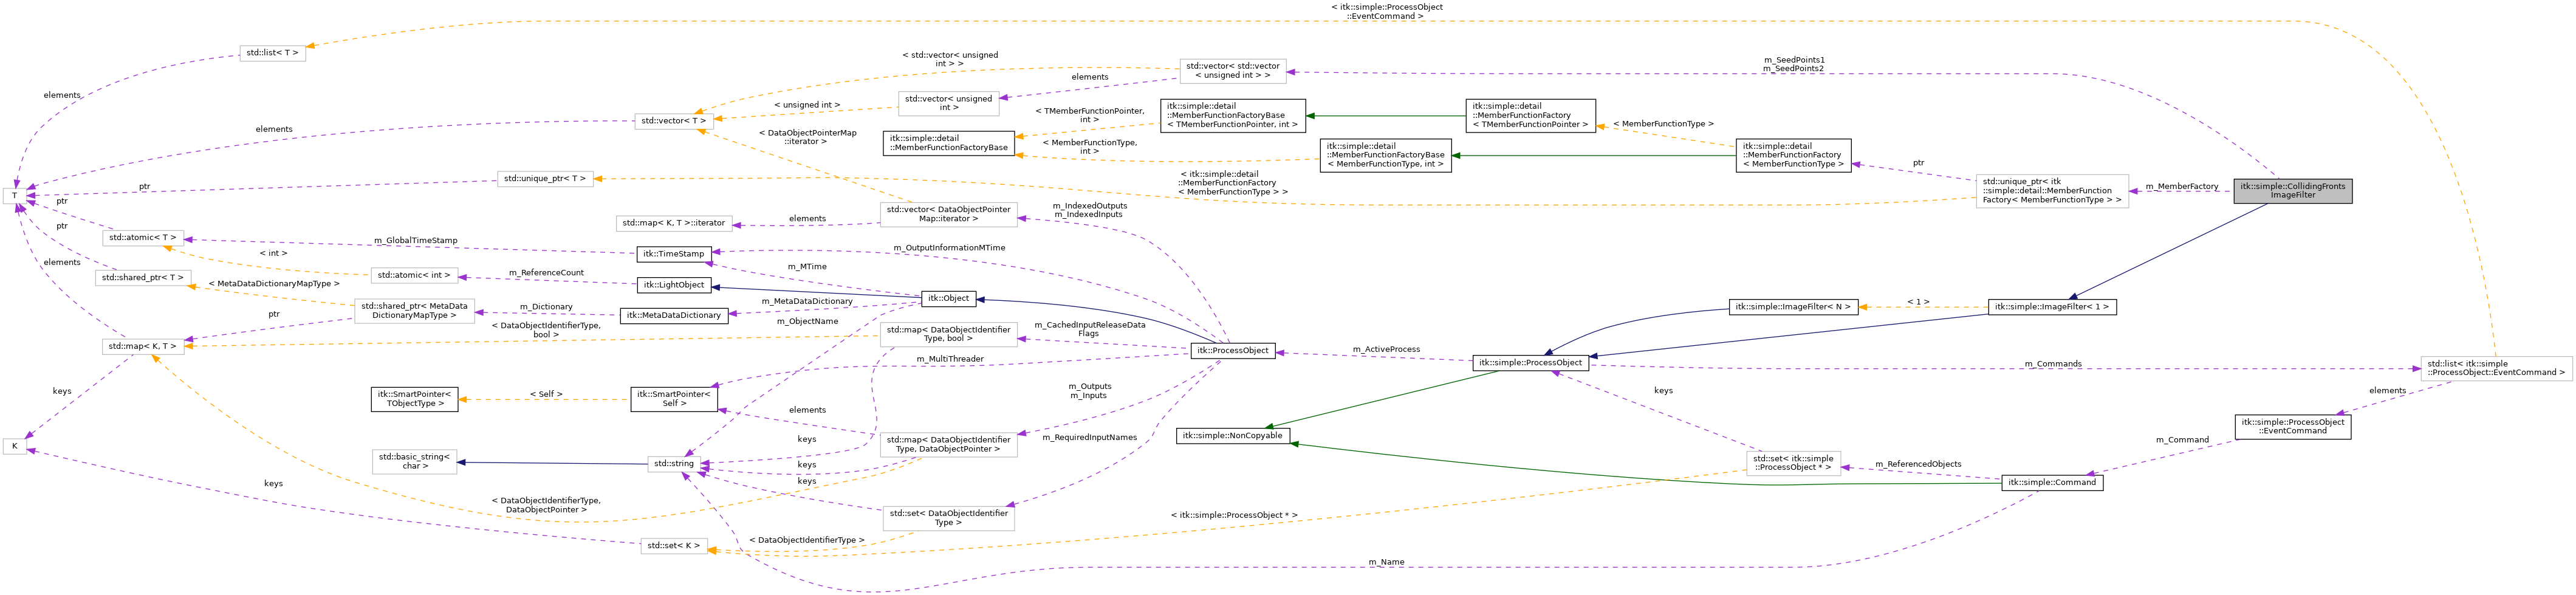 < itk::simple::ProcessObject
::EventCommand >
std::list< T >
< std::vector< unsigned
int > >
std::vector< std::vector
< unsigned int > >
m_SeedPoints1
m_SeedPoints2
elements
elements
std::vector< unsigned
int >
< unsigned int >
std::vector< T >
elements
itk::simple::detail
::MemberFunctionFactoryBase
< TMemberFunctionPointer,
int >
itk::simple::detail
::MemberFunctionFactoryBase
< TMemberFunctionPointer, int >
itk::simple::detail
::MemberFunctionFactory
< TMemberFunctionPointer >
< MemberFunctionType >
< DataObjectPointerMap
::iterator >
< MemberFunctionType,
int >
itk::simple::detail
::MemberFunctionFactoryBase
< MemberFunctionType, int >
itk::simple::detail
::MemberFunctionFactory
< MemberFunctionType >
ptr
std::unique_ptr< T >
ptr
< itk::simple::detail
::MemberFunctionFactory
< MemberFunctionType > >
std::unique_ptr< itk
::simple::detail::MemberFunction
Factory< MemberFunctionType > >
m_MemberFactory
itk::simple::CollidingFronts
ImageFilter
T
ptr
ptr
std::map< K, T >::iterator
elements
std::vector< DataObjectPointer
Map::iterator >
m_IndexedOutputs
m_IndexedInputs
std::atomic< T >
m_GlobalTimeStamp
itk::TimeStamp
m_OutputInformationMTime
< int >
m_MTime
elements
std::shared_ptr< T >
std::atomic< int >
m_ReferenceCount
itk::LightObject
< MetaDataDictionaryMapType >
itk::Object
std::shared_ptr< MetaData
DictionaryMapType >
m_Dictionary
itk::MetaDataDictionary
m_MetaDataDictionary
m_ObjectName
ptr
< DataObjectIdentifierType,
bool >
std::map< DataObjectIdentifier
Type, bool >
m_CachedInputReleaseData
Flags
itk::simple::ImageFilter< N >
< 1 >
itk::simple::ImageFilter< 1 >
std::map< K, T >
m_MultiThreader
itk::ProcessObject
m_ActiveProcess
itk::simple::ProcessObject
m_Commands
std::list< itk::simple
::ProcessObject::EventCommand >
keys
itk::SmartPointer<
TObjectType >
< Self >
itk::SmartPointer<
Self >
m_Outputs
m_Inputs
keys
elements
elements
itk::simple::ProcessObject
::EventCommand
K
keys
std::map< DataObjectIdentifier
Type, DataObjectPointer >
m_RequiredInputNames
itk::simple::NonCopyable
m_Command
std::basic_string<
char >
std::string
keys
keys
std::set< itk::simple
::ProcessObject * >
m_ReferencedObjects
itk::simple::Command
keys
< DataObjectIdentifierType,
DataObjectPointer >
std::set< DataObjectIdentifier
Type >
< itk::simple::ProcessObject * >
std::set< K >
< DataObjectIdentifierType >
m_Name